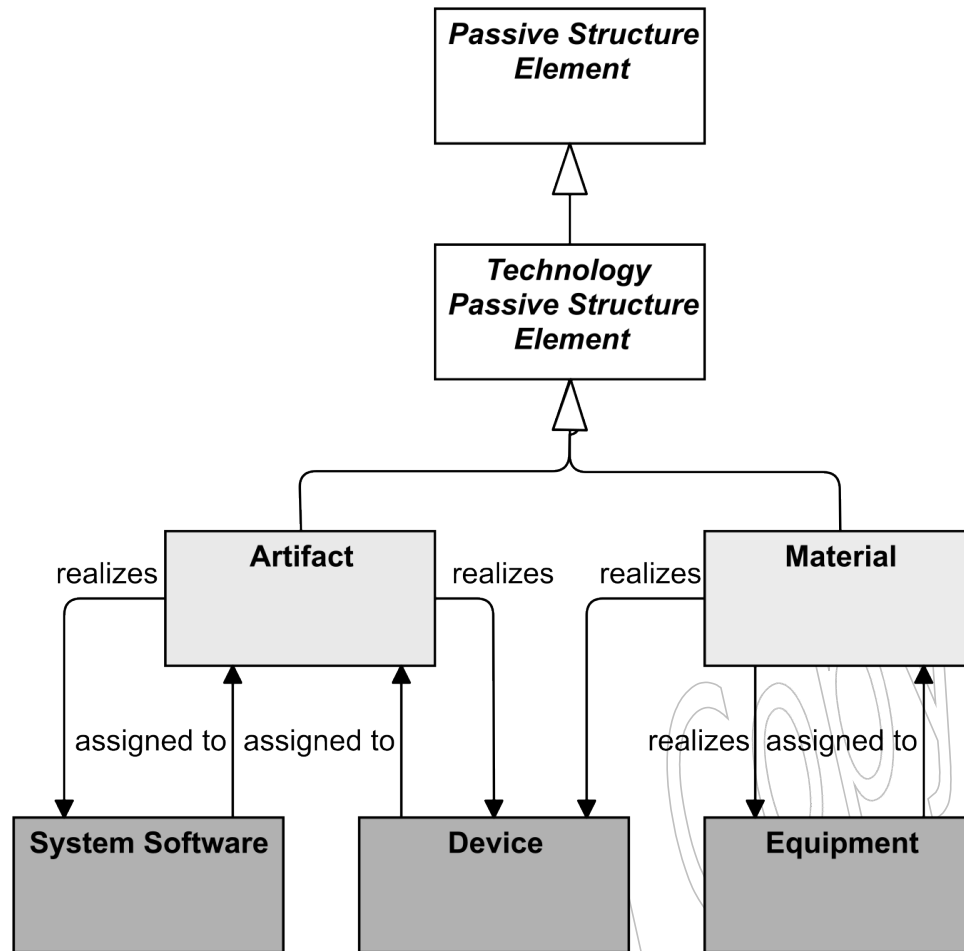 Passive Structure
Element
Technology
Passive Structure
Element
Artifact
Material
realizes
realizes
realizes
assigned to
assigned to
realizes
assigned to
System Software
Device
Equipment